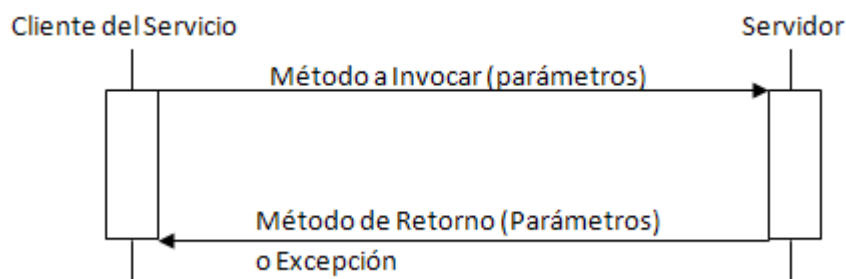 Cliente del Servicio
Servidor
Método a Invocar (parámetros)
Método de Retorno (Parámetros)
o Excepción